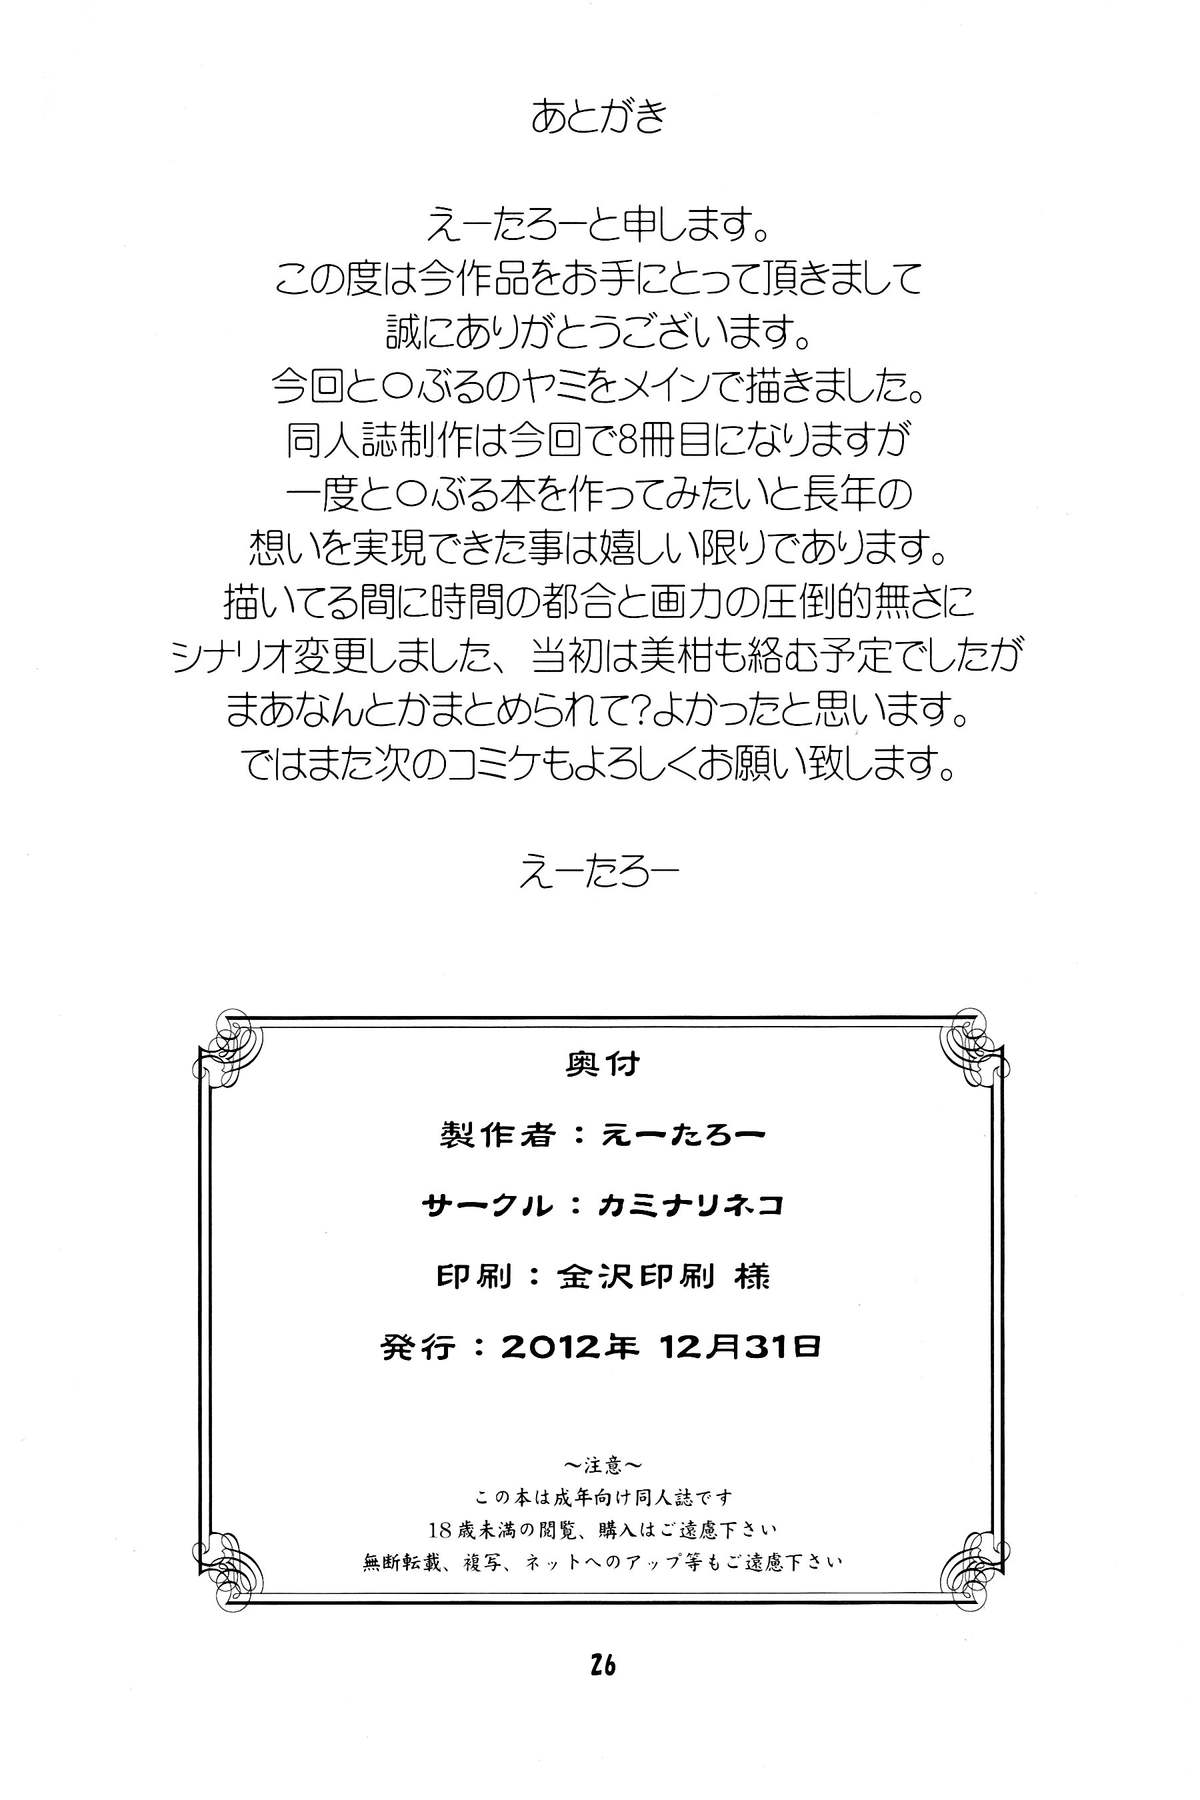 あとがき
えーたろーと申します。
この度は今作品をお手にとって頂きまして
誠にありがとうございます。
今回と〇ぶるのヤミをメインで描きました。
同人誌制作は今回で8冊目になりますが
一度と〇ぶる本を作ってみたいと長年の
想いを実現できた事は嬉しい限りであります。
描いてる間に時間の都合と画力の圧倒的無さに
シナリオ変更しました、当初は美柑も絡む予定でしたが
まあなんとかまとめられて?よかったと思います。
ではまた次のコミケもよろしくお願い致します。
えーたろー
奥付
製作者：えーたろー
サークル：カミナリネコ
印刷：金沢印刷 様
発行：2012年 12月31日
～注意～
この本は成年向け同人誌です
18歳未満の閲覧、購入はご遠慮下さい
無断転載、複写、ネットへのアップ等もご遠慮下さい
26